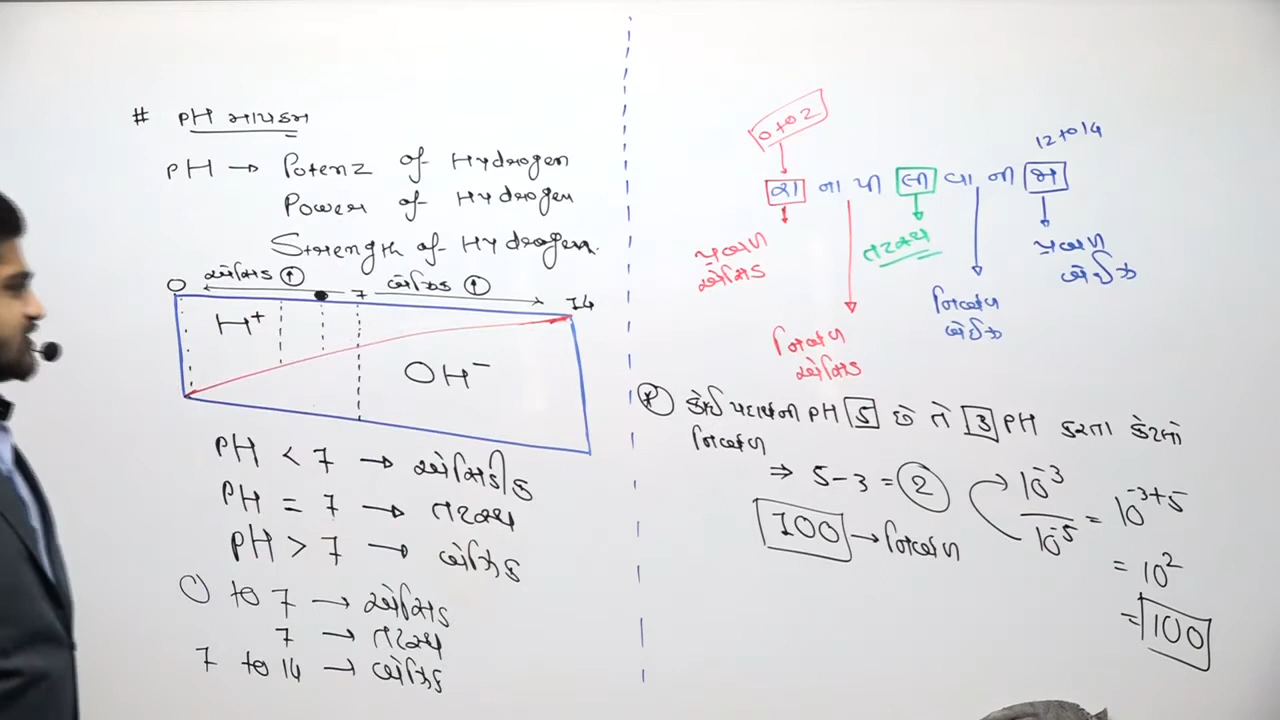 # PH માપક્રમ
PH → Potenz of Hydrogen
Power of Hydrogen
Strength of Hydrogen.
0 એસિડ ↑ 7 બેઝિક ↑ 14
H⁺
OH⁻
PH < 7 → એસિડીક
PH = 7 → તટસ્થ
PH > 7 → બેઝિક
0 to 7 → એસિડ
7 → તટસ્થ
7 to 14 → બેઝિક
0 to 2
12 to 14
રા ના પી લી વા ની જા
પ્રબળ
એસિડ
તટસ્થ
પ્રબળ
બેઈઝ
નિર્બળ
બેઈઝ
નિર્બળ
એસિડ
કોઈ પદાર્થની PH 5 છે તે 3 PH કરતા કેટલો
નિર્બળ
⇒ 5-3 = 2
100 → નિર્બળ
10⁻³ / 10⁻⁵ = 10⁻³⁺⁵
= 10²
= 100